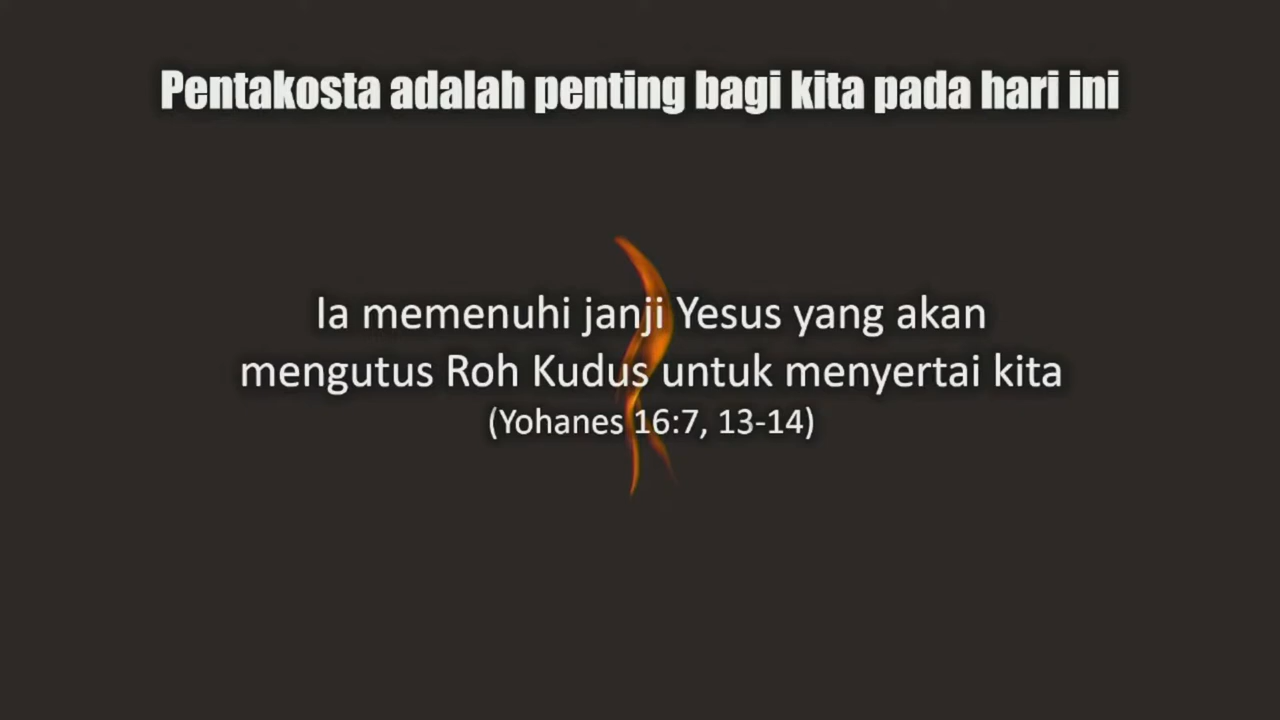 Pentakosta adalah penting bagi kita pada hari ini
Ia memenuhi janji Yesus yang akan
mengutus Roh Kudus untuk menyertai kita
(Yohanes 16:7, 13-14)